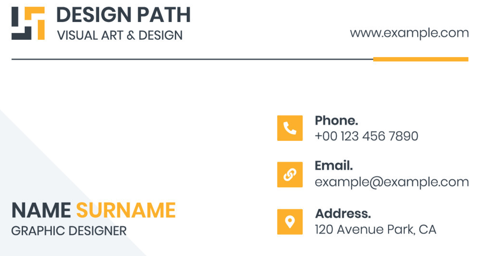 DESIGN PATH
VISUAL ART & DESIGN
www.example.com
Phone.
+00 123 456 7890
Email.
example@example.com
Address.
120 Avenue Park, CA
NAME SURNAME
GRAPHIC DESIGNER